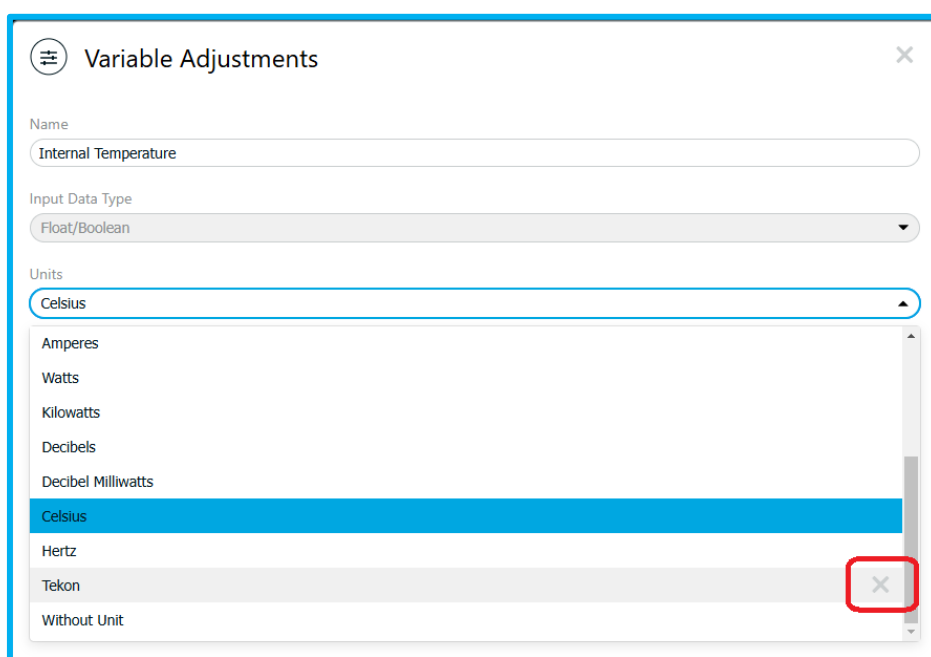 Variable Adjustments
Name
Internal Temperature
Input Data Type
Float/Boolean
Units
Celsius
Amperes
Watts
Kilowatts
Decibels
Decibel Milliwatts
Celsius
Hertz
Tekon
Without Unit